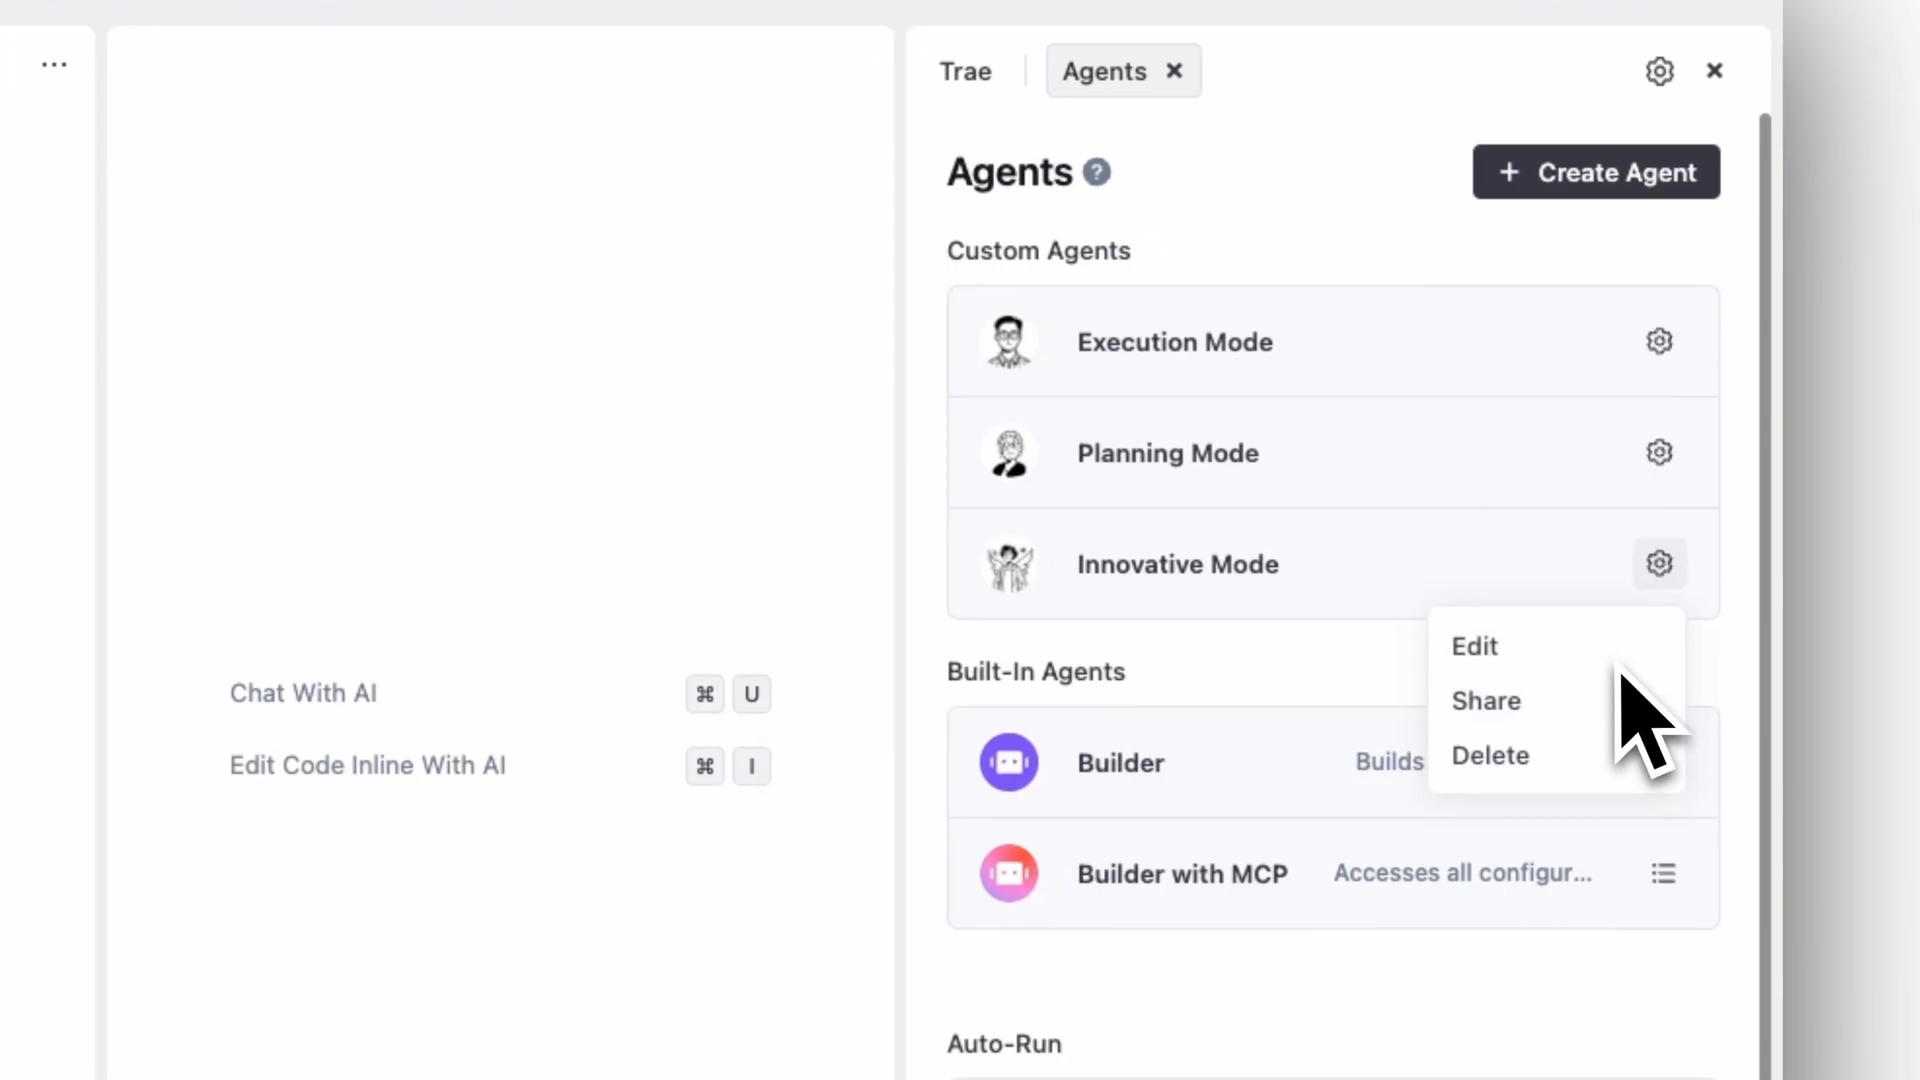 ...
Trae
Agents
Agents ?
+ Create Agent
Custom Agents
Execution Mode
Planning Mode
Innovative Mode
Edit
Share
Delete
Built-In Agents
Builder
Builds
Builder with MCP
Accesses all configur...
Auto-Run
Chat With AI ⌘ U
Edit Code Inline With AI ⌘ I